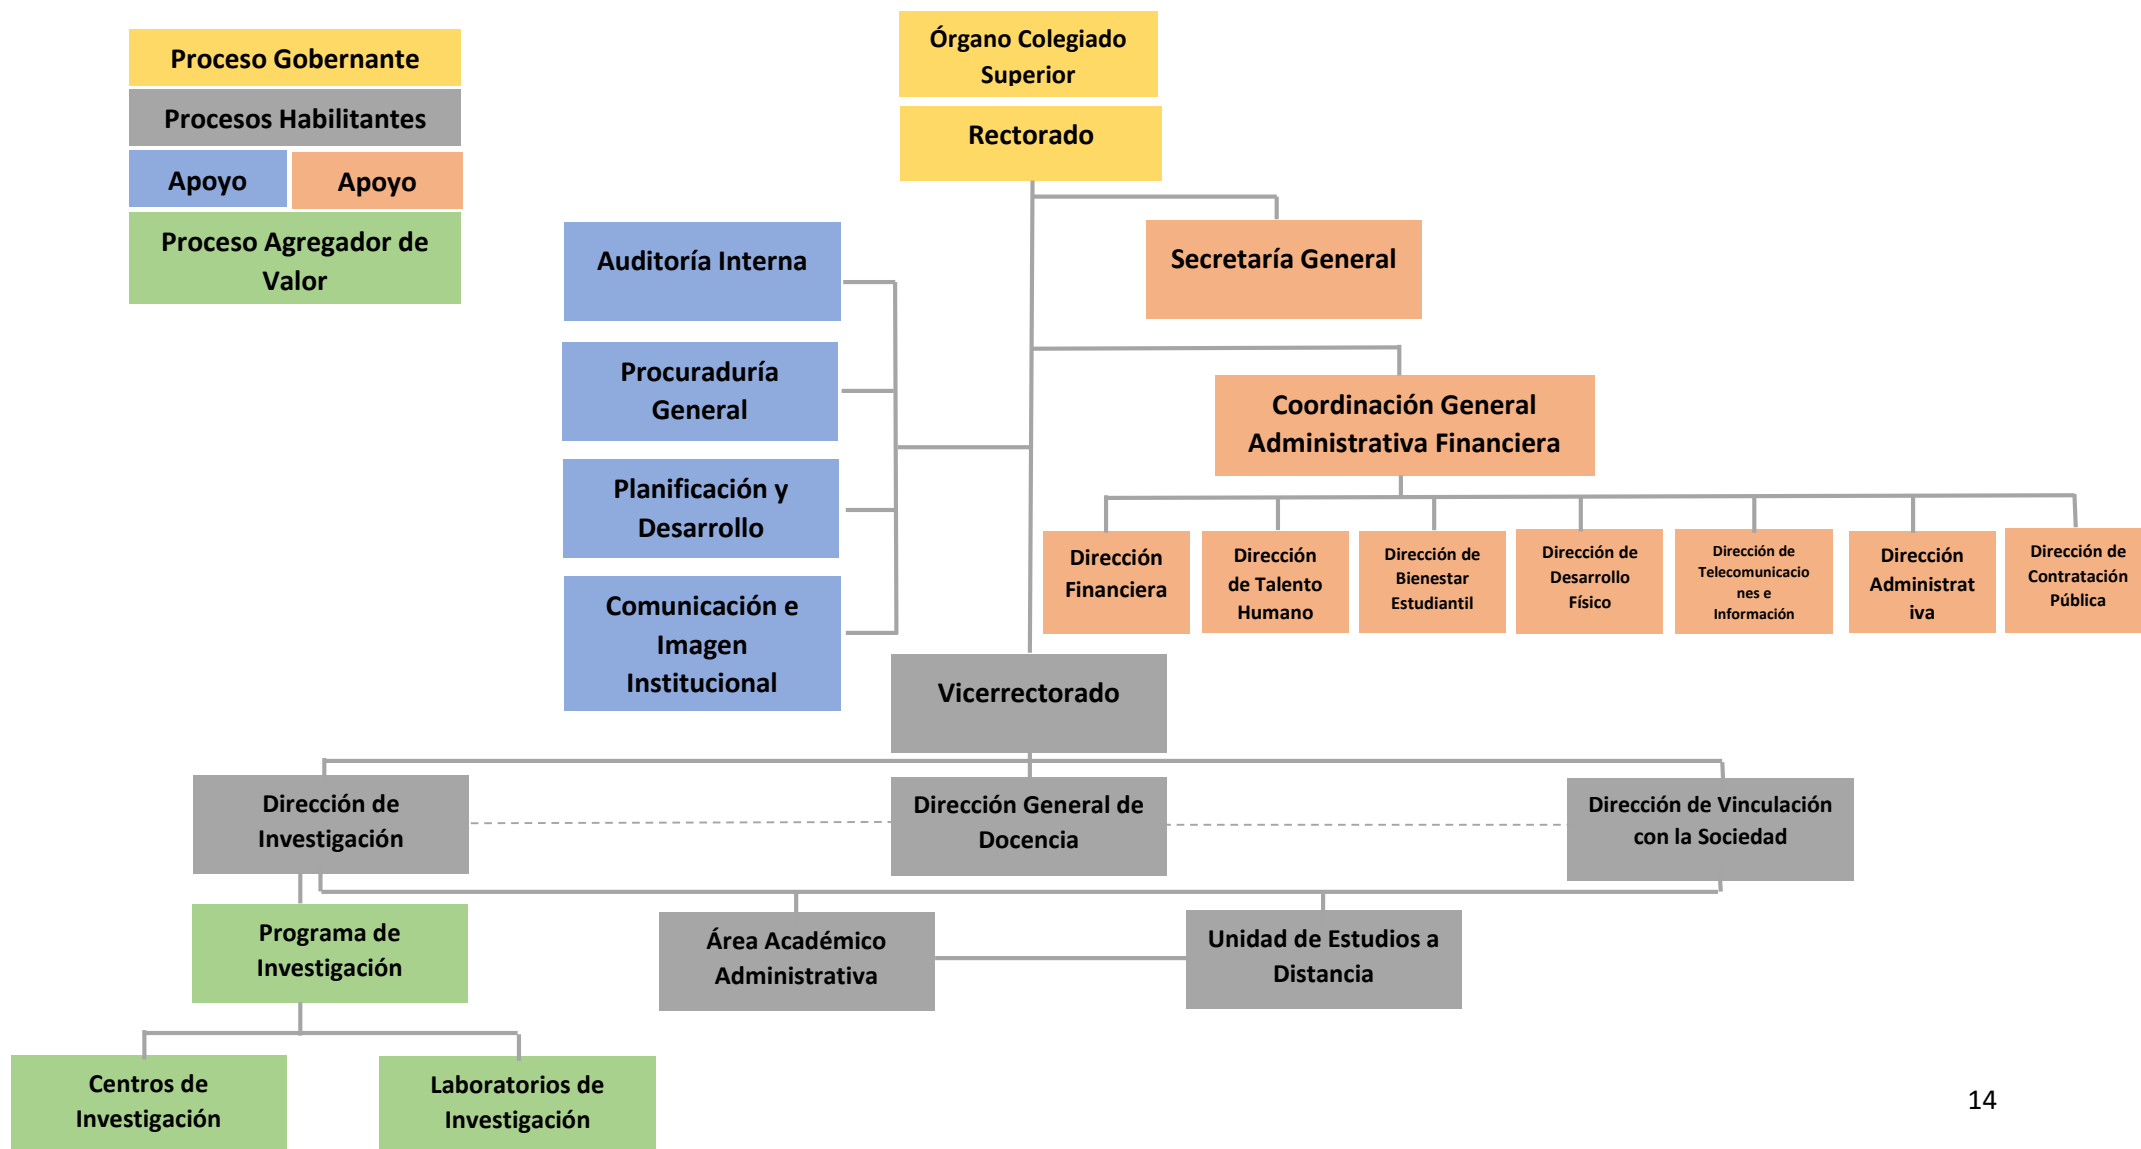 Proceso Gobernante
Procesos Habilitantes
Apoyo
Apoyo
Proceso Agregador de
Valor
Órgano Colegiado
Superior
Rectorado
Secretaría General
Auditoría Interna
Procuraduría
General
Planificación y
Desarrollo
Comunicación e
Imagen
Institucional
Coordinación General
Administrativa Financiera
Dirección
Financiera
Dirección
de Talento
Humano
Dirección de
Bienestar
Estudiantil
Dirección de
Desarrollo
Físico
Dirección de
Telecomunicacio
nes e
Información
Dirección
Administrat
iva
Dirección de
Contratación
Pública
Vicerrectorado
Dirección de
Investigación
Dirección General de
Docencia
Dirección de Vinculación
con la Sociedad
Programa de
Investigación
Área Académico
Administrativa
Unidad de Estudios a
Distancia
Centros de
Investigación
Laboratorios de
Investigación
14